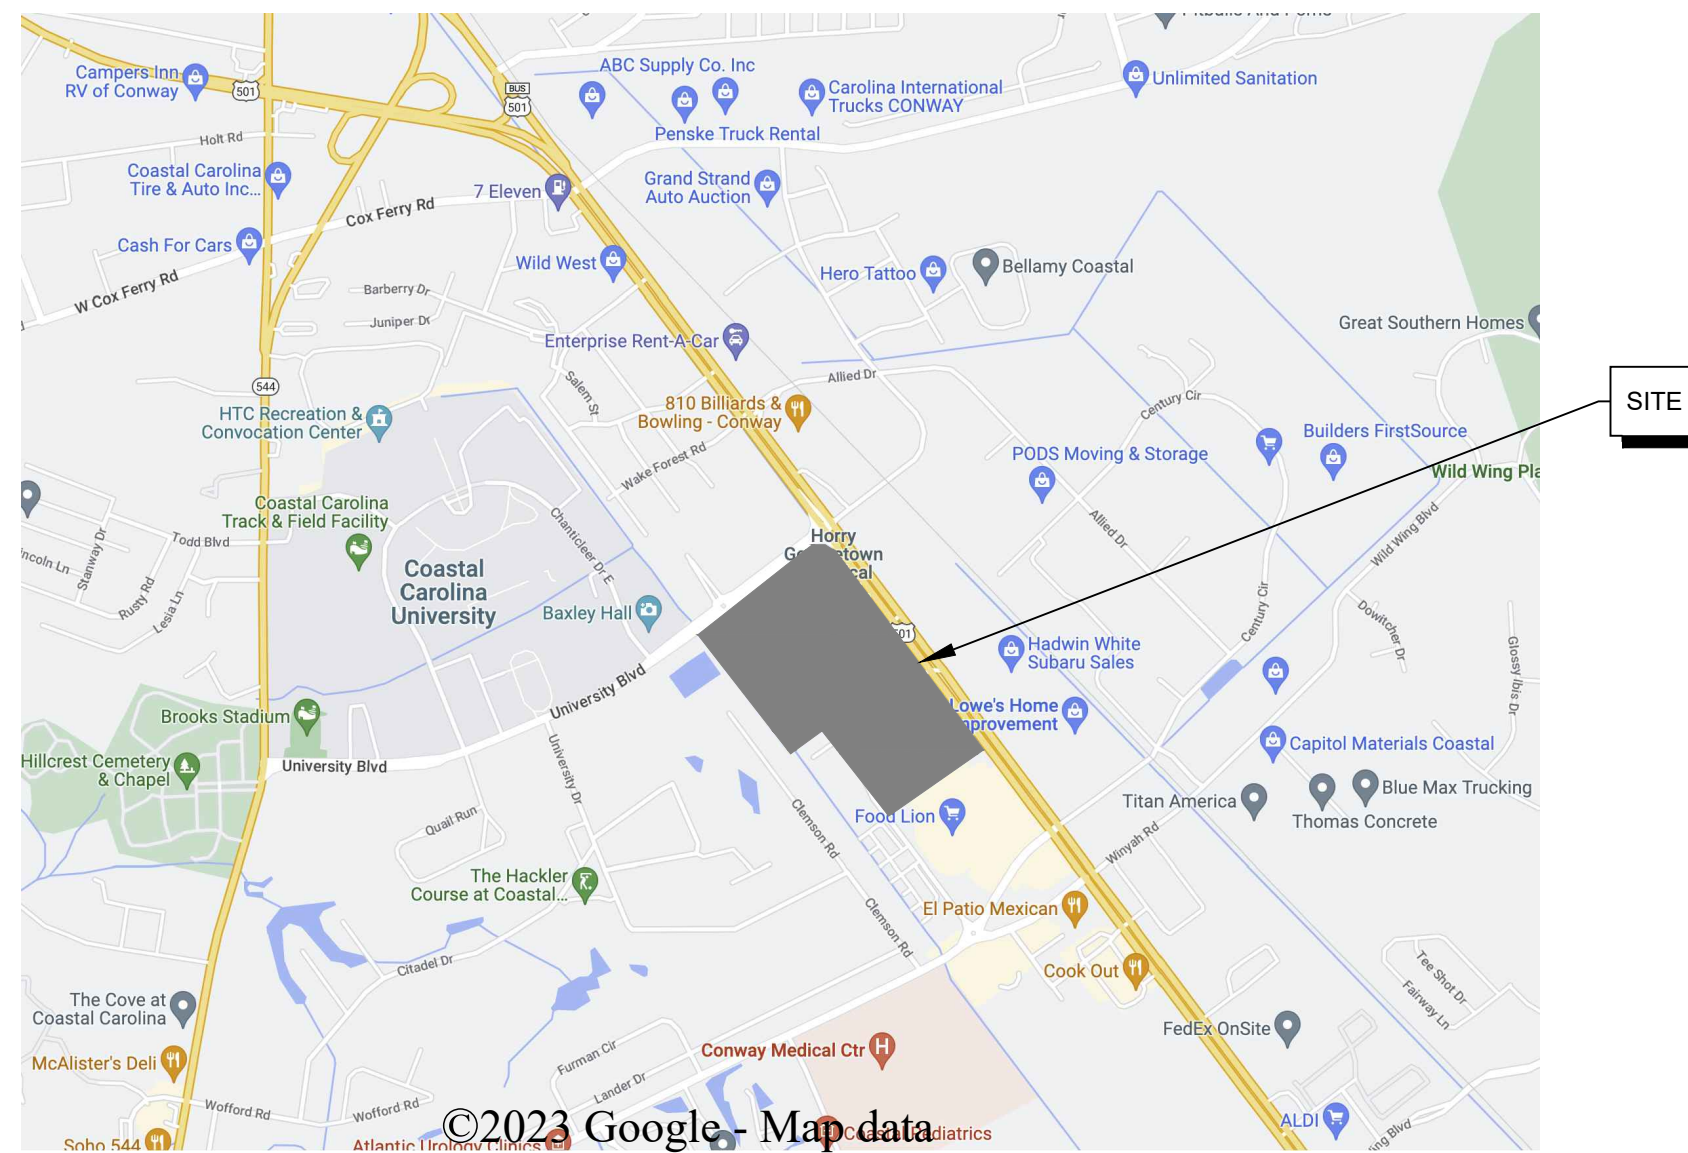 Campers Inn
RV of Conway
501
BUS
501
ABC Supply Co. Inc
Carolina International
Trucks CONWAY
Unlimited Sanitation
Penske Truck Rental
Holt Rd
Coastal Carolina
Tire & Auto Inc...
7 Eleven
Grand Strand
Auto Auction
Cox Ferry Rd
Cash For Cars
Wild West
Hero Tattoo
Bellamy Coastal
W Cox Ferry Rd
Barberry Dr
Juniper Dr
Great Southern Homes
Enterprise Rent-A-Car
544
Salem St
Allied Dr
Century Cir
SITE
HTC Recreation &
Convocation Center
810 Billiards &
Bowling - Conway
Builders FirstSource
Wake Forest Rd
PODS Moving & Storage
Wild Wing Pla
Coastal Carolina
Track & Field Facility
Chanticleer Dr E
Allied Dr
Wild Wing Blvd
Todd Blvd
Stanway Dr
incoln Ln
Rusty Rd
Lesia Ln
Horry
Coastal
Carolina
University
Baxley Hall
Century Cir
Dowitcher Dr
Glossy Ibis Dr
Hadwin White
Subaru Sales
University Blvd
Lowe's Home
mprovement
Brooks Stadium
Capitol Materials Coastal
Hillcrest Cemetery
& Chapel
University Blvd
University Dr
Titan America
Blue Max Trucking
Thomas Concrete
Quail Run
Clemson Rd
Food Lion
Winyah Rd
The Hackler
Course at Coastal...
El Patio Mexican
Clemson Rd
Citadel Dr
Cook Out
Tee Shot Dr
Fairway Ln
The Cove at
Coastal Carolina
FedEx OnSite
McAlister's Deli
Furman Cir
Conway Medical Ctr
Lander Dr
Wofford Rd
Wofford Rd
ALDI
ing Blvd
Soho 544
Atlantic Urology Clinics
Coastal Pediatrics
©2023 Google - Map data